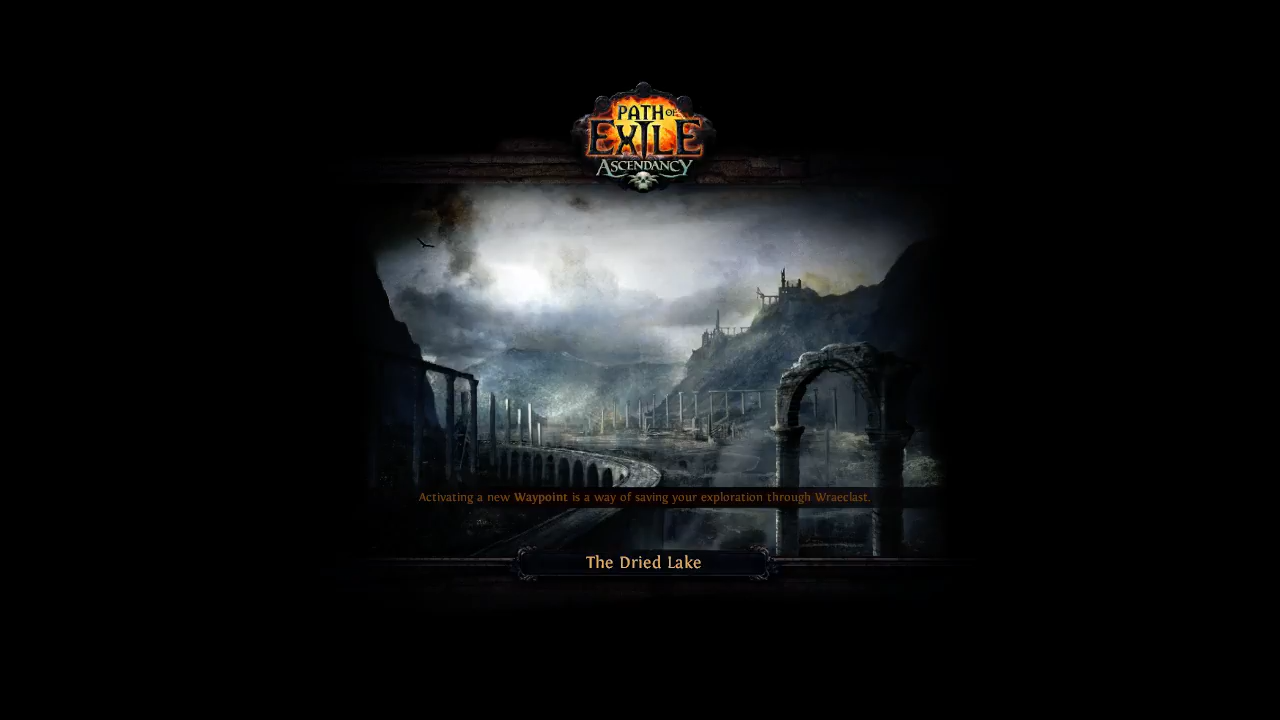 PATH OF
EXILE
ASCENDANCY
Activating a new Waypoint is a way of saving your exploration through Wraeclast.
The Dried Lake